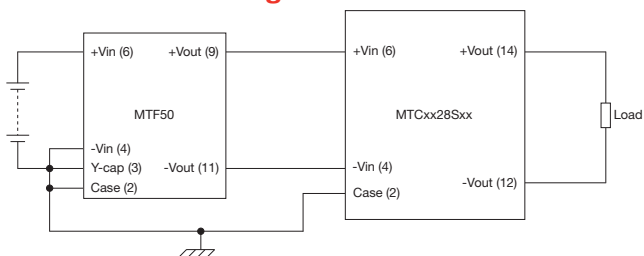 +Vin (6)
+Vout (9)
MTF50
-Vin (4)
Y-cap (3)
-Vout (11)
Case (2)
+Vin (6)
+Vout (14)
MTCxx28Sxx
-Vin (4)
Case (2)
-Vout (12)
Load